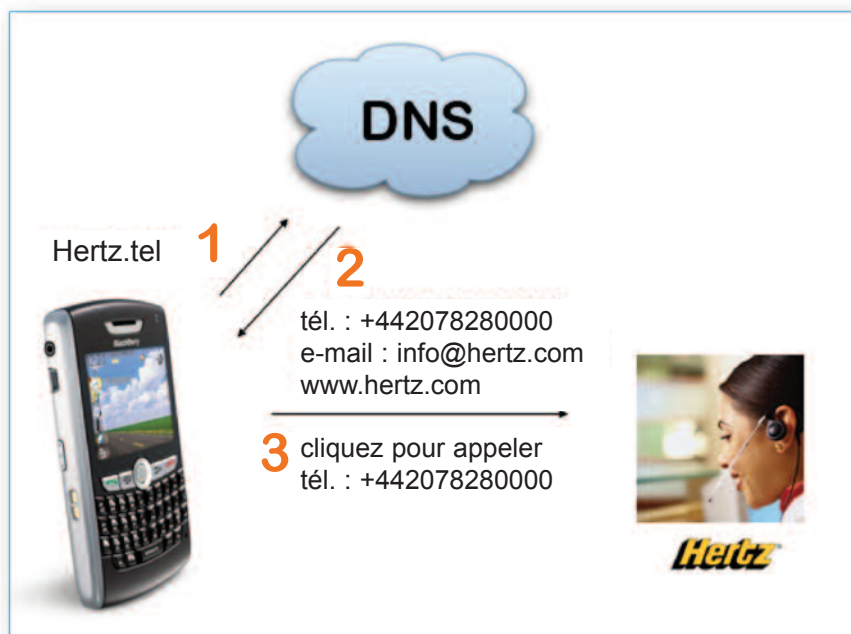 DNS
Hertz.tel
1
2
tél. : +442078280000
e-mail : info@hertz.com
www.hertz.com
3
cliquez pour appeler
tél. : +442078280000
BlackBerry
Hertz